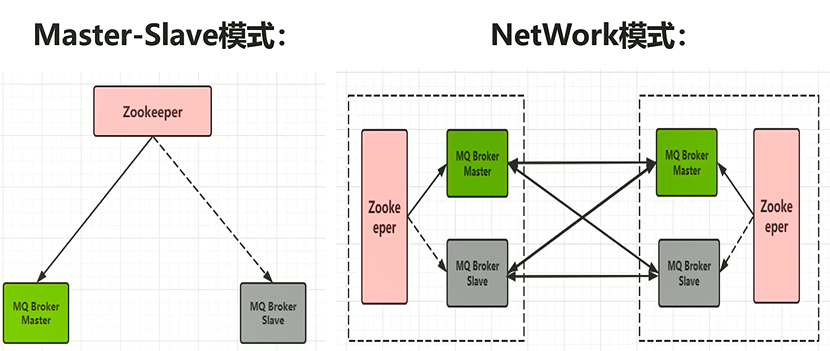 Master-Slave模式：
Zookeeper
MQ Broker
Master
MQ Broker
Slave
NetWork模式：
Zooke
eper
MQ Broker
Master
MQ Broker
Slave
MQ Broker
Master
MQ Broker
Slave
Zooke
eper